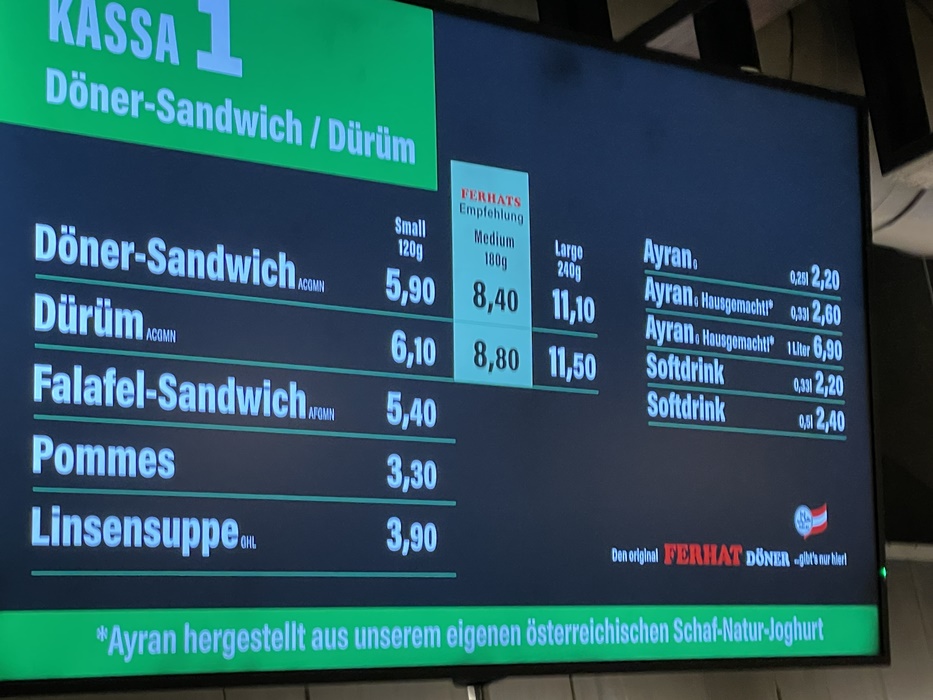 KASSA 1
Döner-Sandwich / Dürüm
FERHATS
Empfehlung
Small
120g
Medium
180g
Large
240g
Döner-Sandwich ACGMN 5,90 8,40 11,10
Dürüm ACGMN 6,10 8,80 11,50
Falafel-Sandwich AFGMN 5,40
Pommes 3,30
Linsensuppe GHL 3,90
Ayran G 0,25l 2,20
Ayran G Hausgemacht!* 0,33l 2,60
Ayran G Hausgemacht!* 1 Liter 6,90
Softdrink 0,33l 2,20
Softdrink 0,5l 2,40
Den original FERHAT DÖNER ...gibt's nur hier!
*Ayran hergestellt aus unserem eigenen österreichischen Schaf-Natur-Joghurt